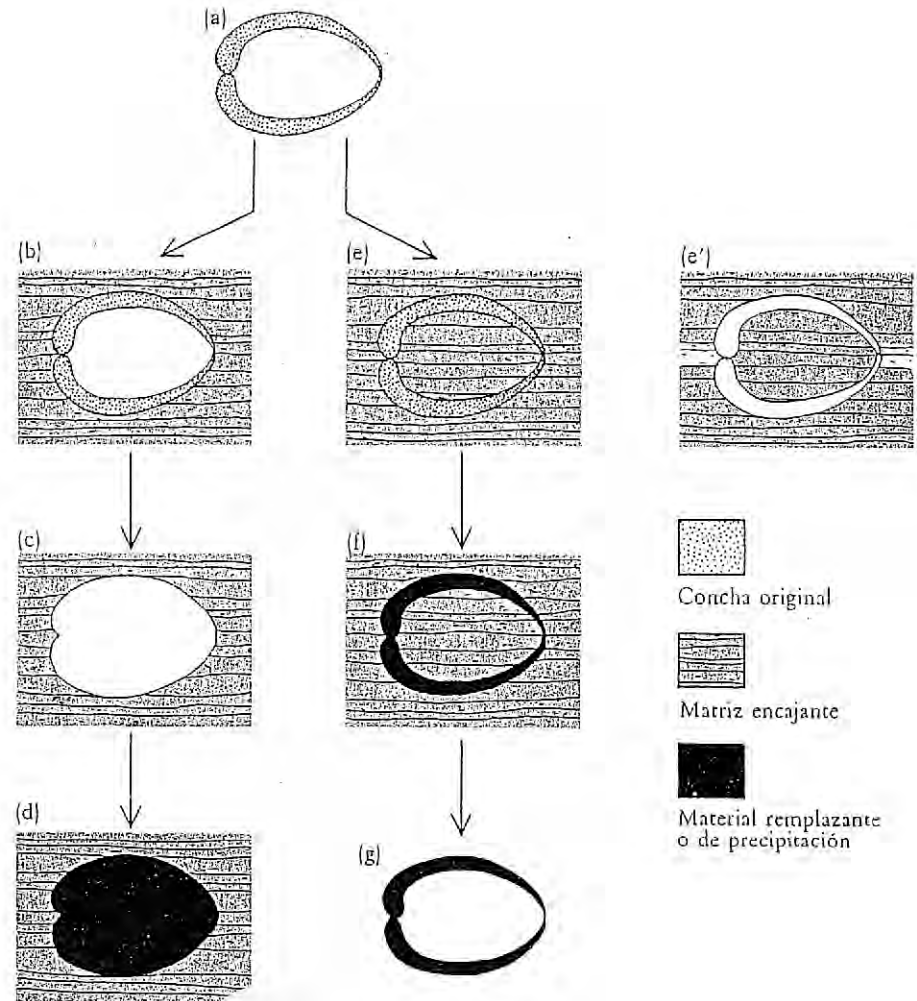 (a)
(b)
(e)
(e')
(c)
(f)
Concha original
Matriz encajante
(d)
(g)
Material remplazante
o de precipitación